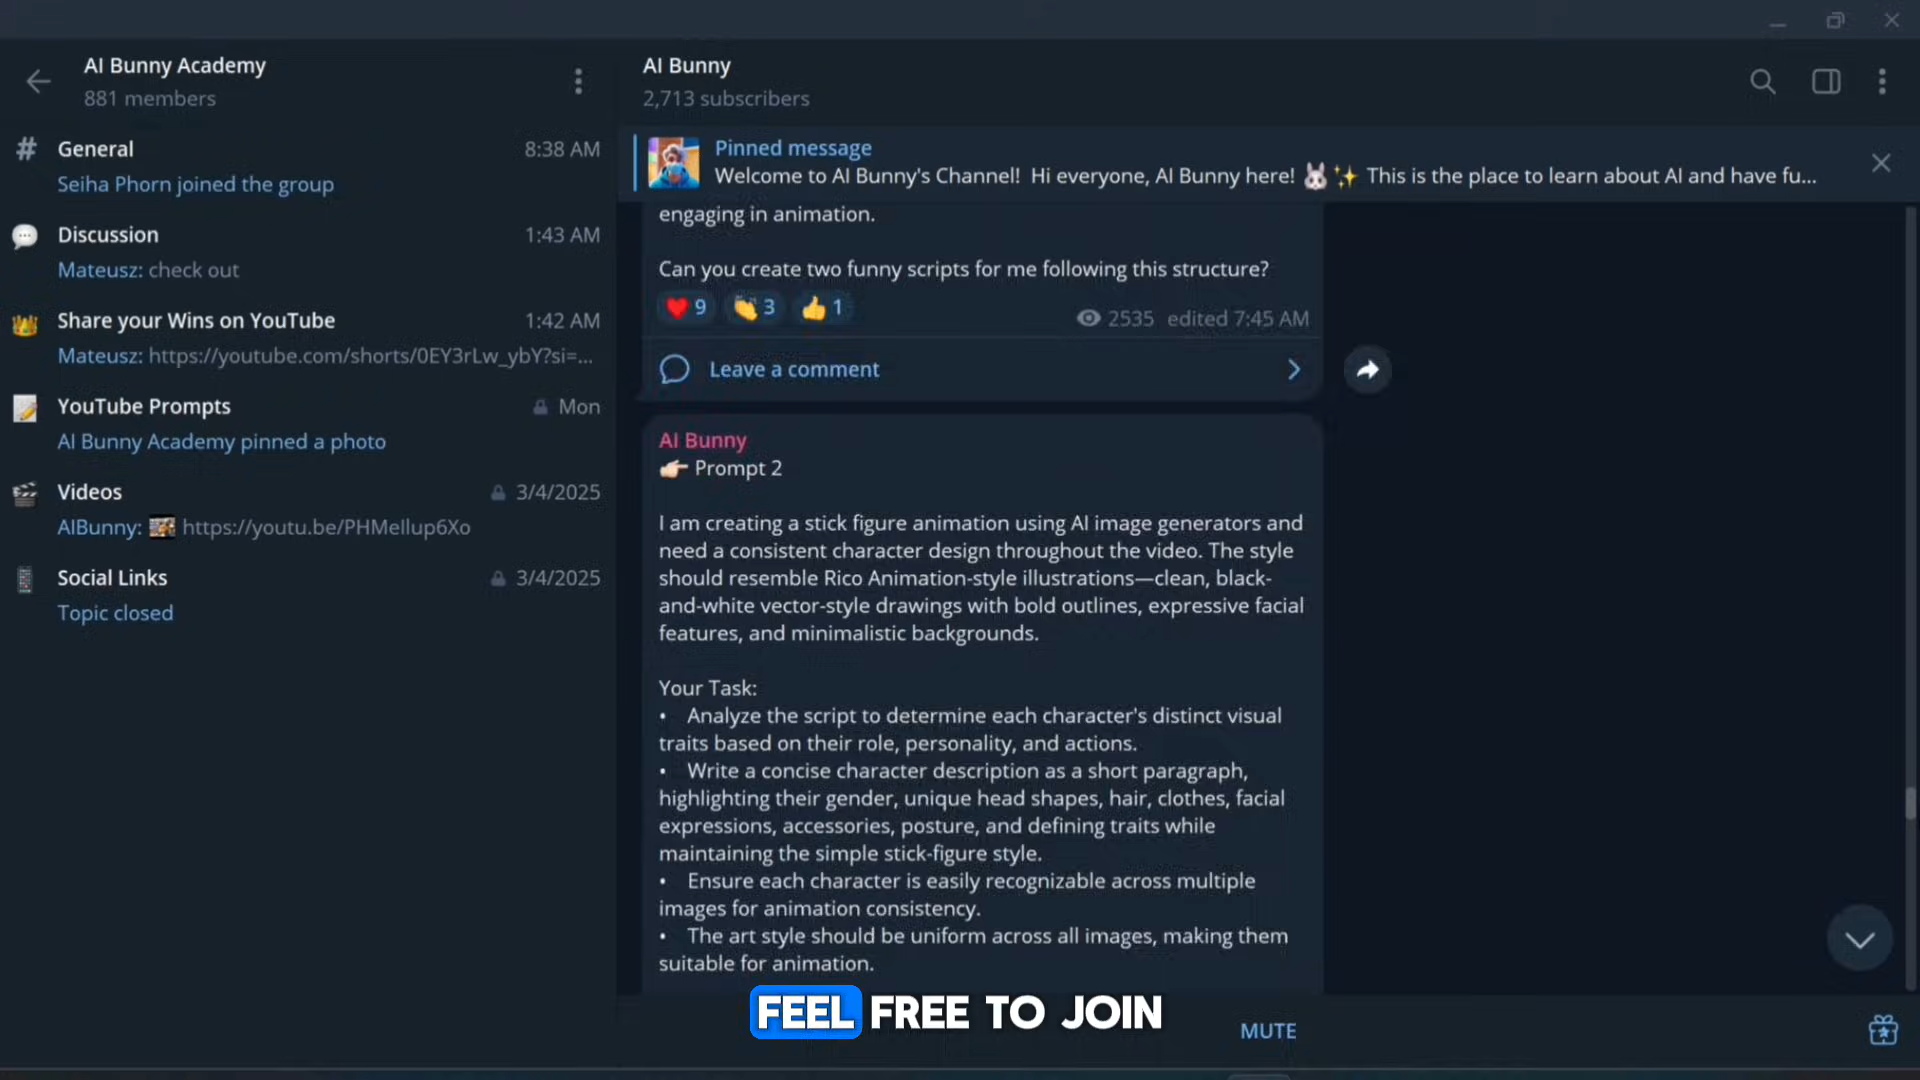 AI Bunny Academy
881 members
General
8:38 AM
Seiha Phorn joined the group
Discussion
1:43 AM
Mateusz: check out
Share your Wins on YouTube
1:42 AM
Mateusz: https://youtube.com/shorts/0EY3rLw_ybY?si=...
YouTube Prompts
Mon
AI Bunny Academy pinned a photo
Videos
3/4/2025
AIBunny: https://youtu.be/PHMeIlup6Xo
Social Links
3/4/2025
Topic closed
AI Bunny
2,713 subscribers
Pinned message
Welcome to AI Bunny's Channel! Hi everyone, AI Bunny here! 🐰✨ This is the place to learn about AI and have fu...
engaging in animation.
Can you create two funny scripts for me following this structure?
❤️ 9 👏 3 👍 1
2535 edited 7:45 AM
Leave a comment
AI Bunny
👉🏻 Prompt 2
I am creating a stick figure animation using AI image generators and
need a consistent character design throughout the video. The style
should resemble Rico Animation-style illustrations—clean, black-
and-white vector-style drawings with bold outlines, expressive facial
features, and minimalistic backgrounds.
Your Task:
• Analyze the script to determine each character's distinct visual
traits based on their role, personality, and actions.
• Write a concise character description as a short paragraph,
highlighting their gender, unique head shapes, hair, clothes, facial
expressions, accessories, posture, and defining traits while
maintaining the simple stick-figure style.
• Ensure each character is easily recognizable across multiple
images for animation consistency.
• The art style should be uniform across all images, making them
suitable for animation.
FEEL FREE TO JOIN
MUTE